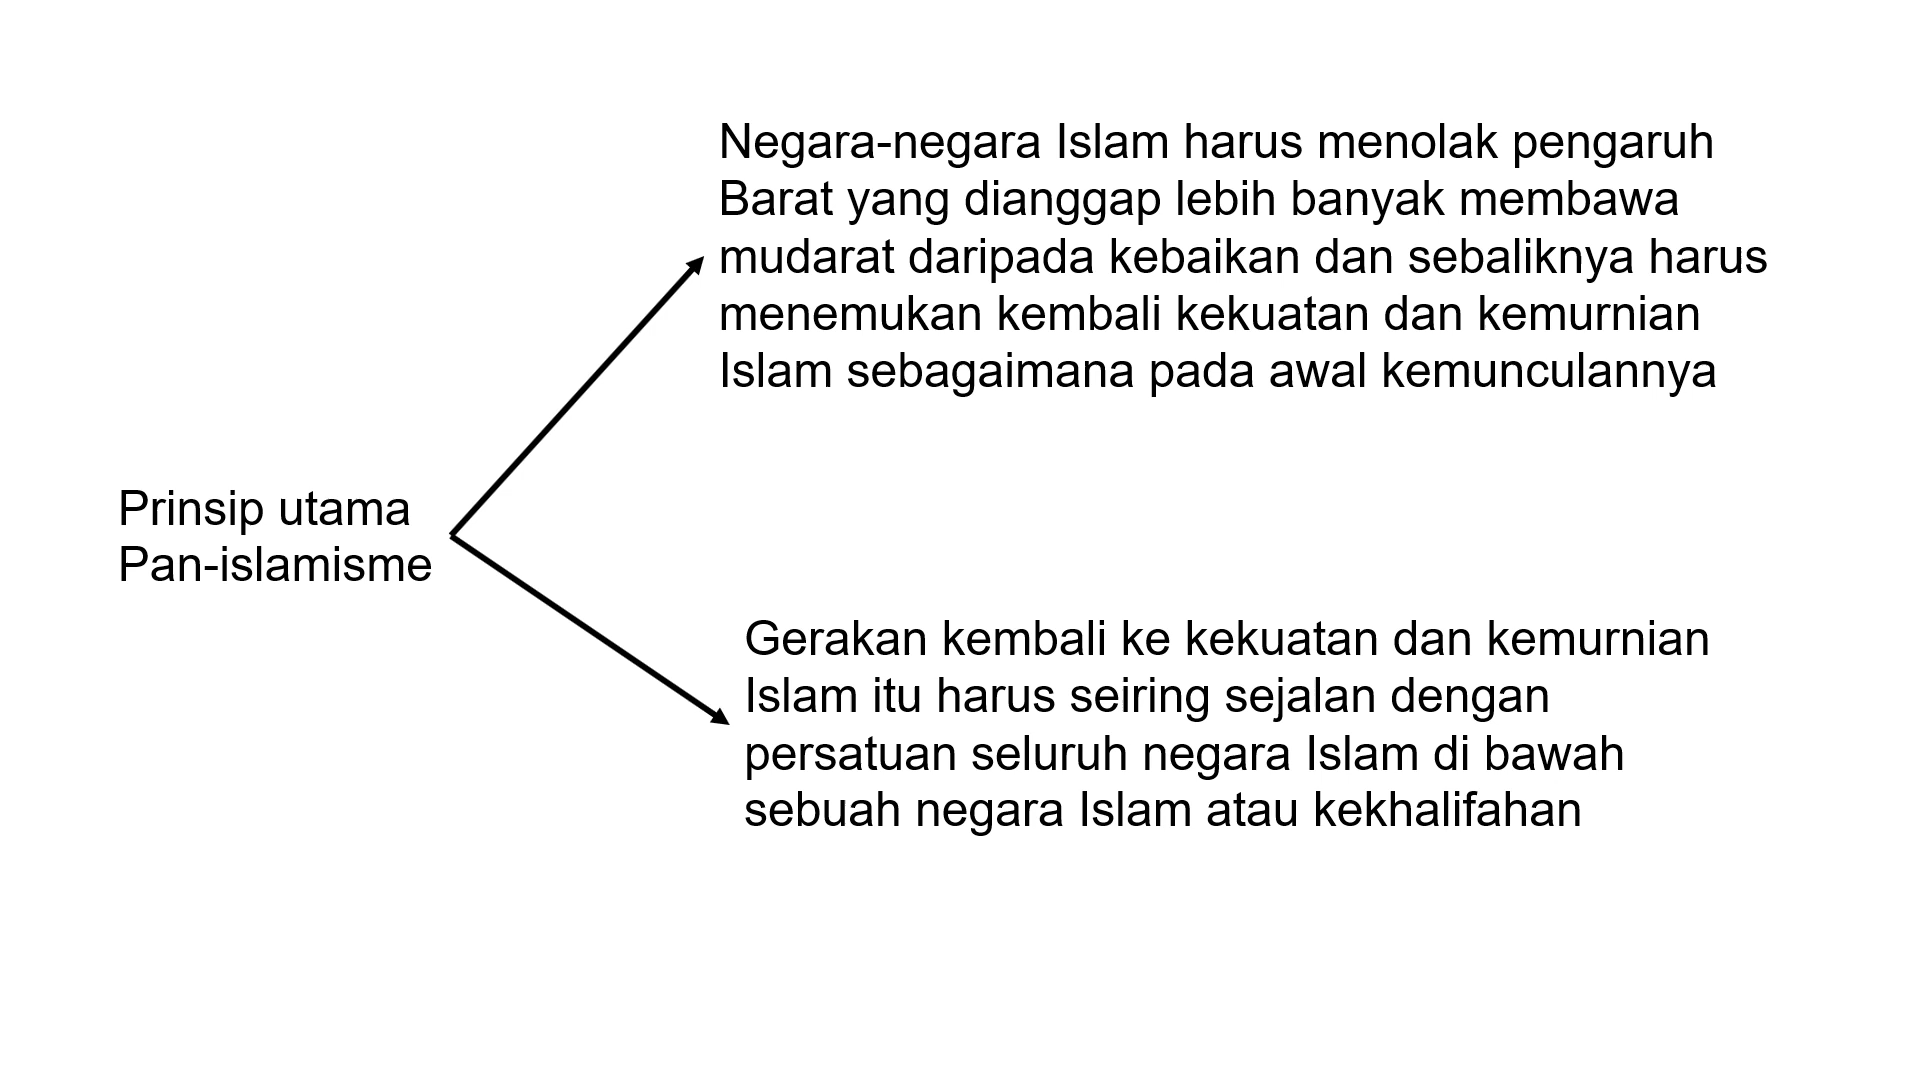 Negara-negara Islam harus menolak pengaruh
Barat yang dianggap lebih banyak membawa
mudarat daripada kebaikan dan sebaliknya harus
menemukan kembali kekuatan dan kemurnian
Islam sebagaimana pada awal kemunculannya
Prinsip utama
Pan-islamisme
Gerakan kembali ke kekuatan dan kemurnian
Islam itu harus seiring sejalan dengan
persatuan seluruh negara Islam di bawah
sebuah negara Islam atau kekhalifahan